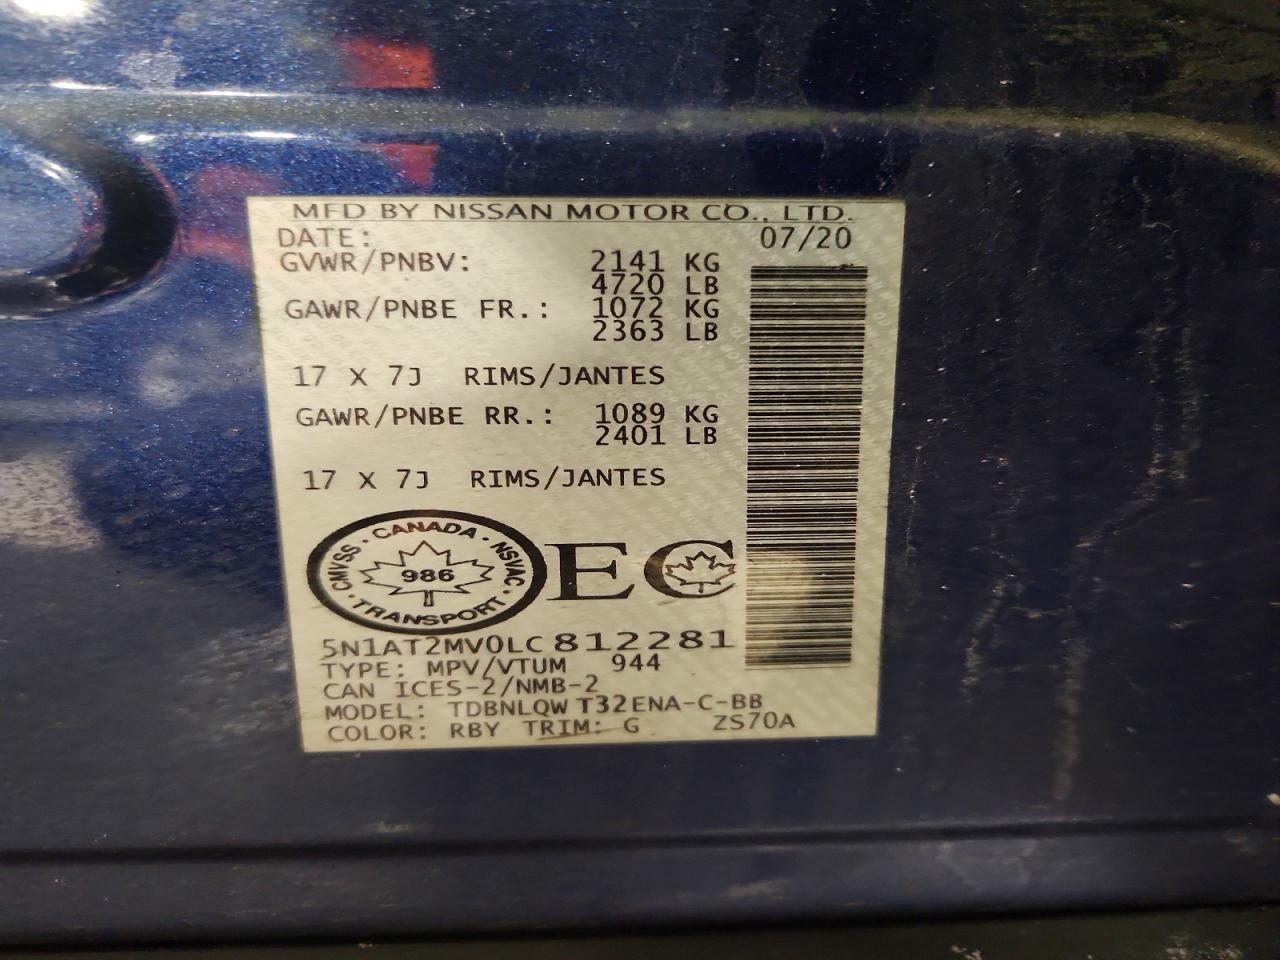 MFD BY NISSAN MOTOR CO., LTD.
DATE: 07/20
GVWR/PNBV: 2141 KG
4720 LB
GAWR/PNBE FR.: 1072 KG
2363 LB
17 X 7J RIMS/JANTES
GAWR/PNBE RR.: 1089 KG
2401 LB
17 X 7J RIMS/JANTES
CMVSS · CANADA · NSVAC · TRANSPORT ·
986
EC
5N1AT2MV0LC812281
TYPE: MPV/VTUM 944
CAN ICES-2/NMB-2
MODEL: TDBNLQW T32ENA-C-BB
COLOR: RBY TRIM: G ZS70A